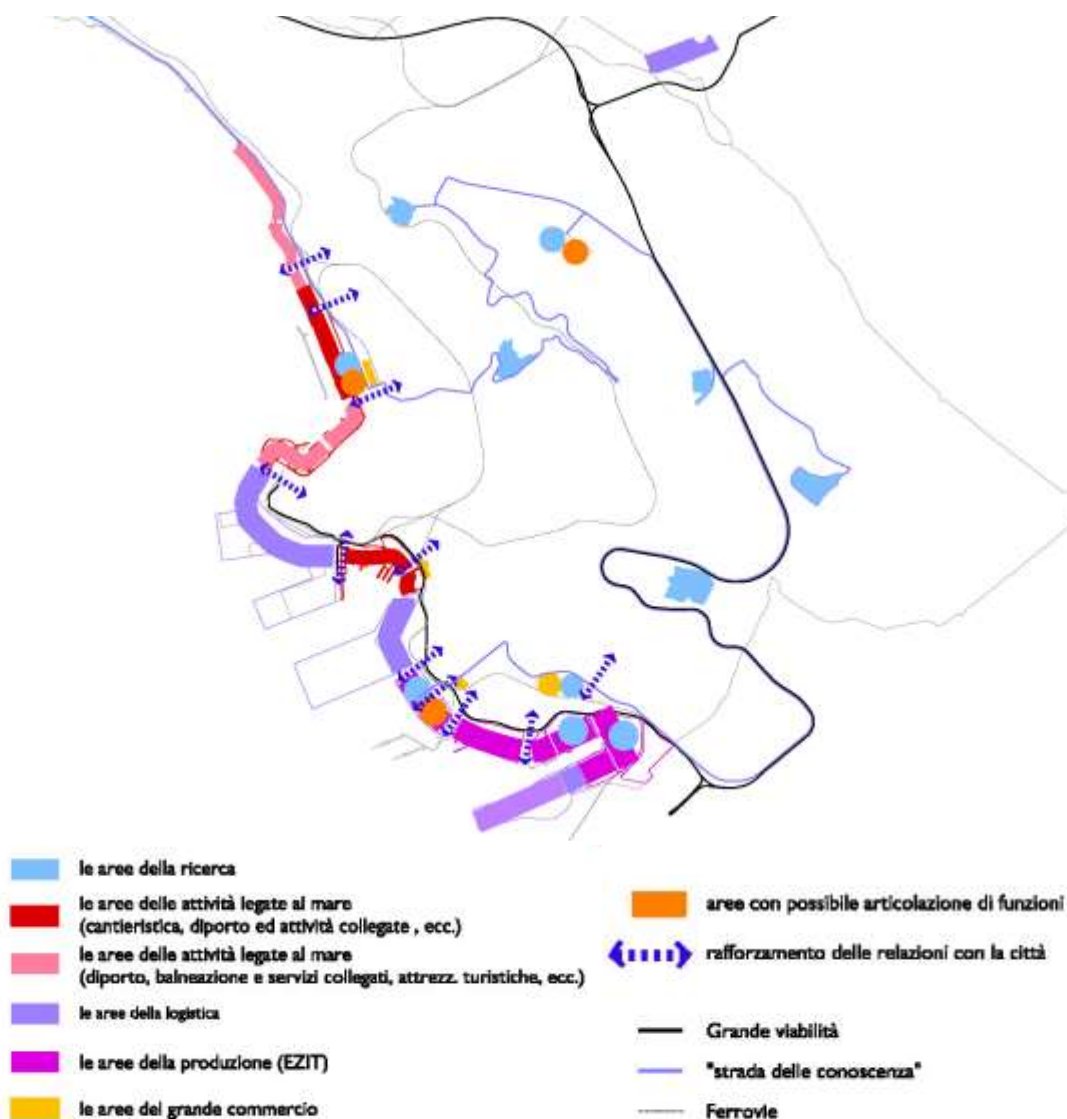 le aree della ricerca
le aree delle attività legate al mare
(cantieristica, diporto ed attività collegate , ecc.)
le aree delle attività legate al mare
(diporto, balneazione e servizi collegati, attrezz. turistiche, ecc.)
le aree della logistica
le aree della produzione (EZIT)
le aree del grande commercio
aree con possibile articolazione di funzioni
rafforzamento delle relazioni con la città
Grande viabilità
"strada delle conoscenza"
Ferrovie